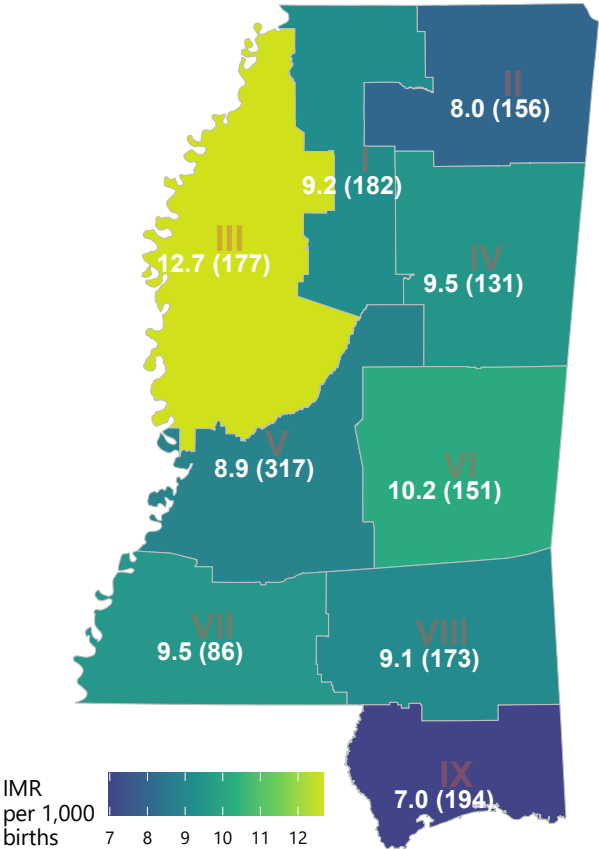 II
8.0 (156)
I
9.2 (182)
III
12.7 (177)
IV
9.5 (131)
V
8.9 (317)
VI
10.2 (151)
VII
9.5 (86)
VIII
9.1 (173)
IX
7.0 (194)
IMR
per 1,000
births
7 8 9 10 11 12